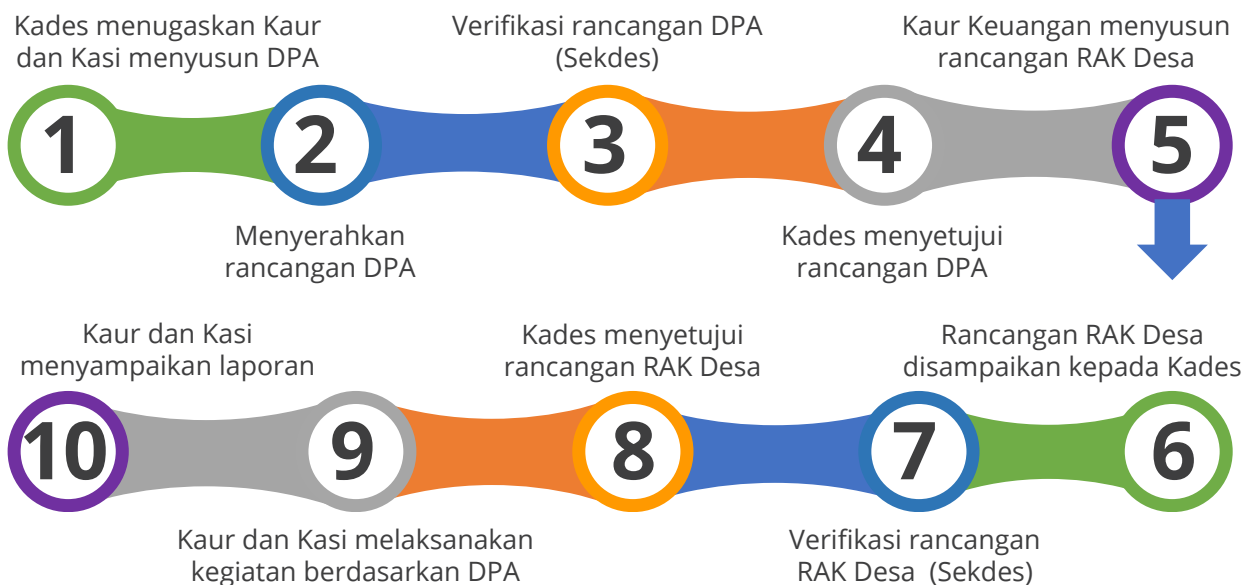 Kades menugaskan Kaur
dan Kasi menyusun DPA
1
Menyerahkan
rancangan DPA
2
Verifikasi rancangan DPA
(Sekdes)
3
Kades menyetujui
rancangan DPA
4
Kaur Keuangan menyusun
rancangan RAK Desa
5
Rancangan RAK Desa
disampaikan kepada Kades
6
Verifikasi rancangan
RAK Desa (Sekdes)
7
Kades menyetujui
rancangan RAK Desa
8
Kaur dan Kasi melaksanakan
kegiatan berdasarkan DPA
9
Kaur dan Kasi
menyampaikan laporan
10